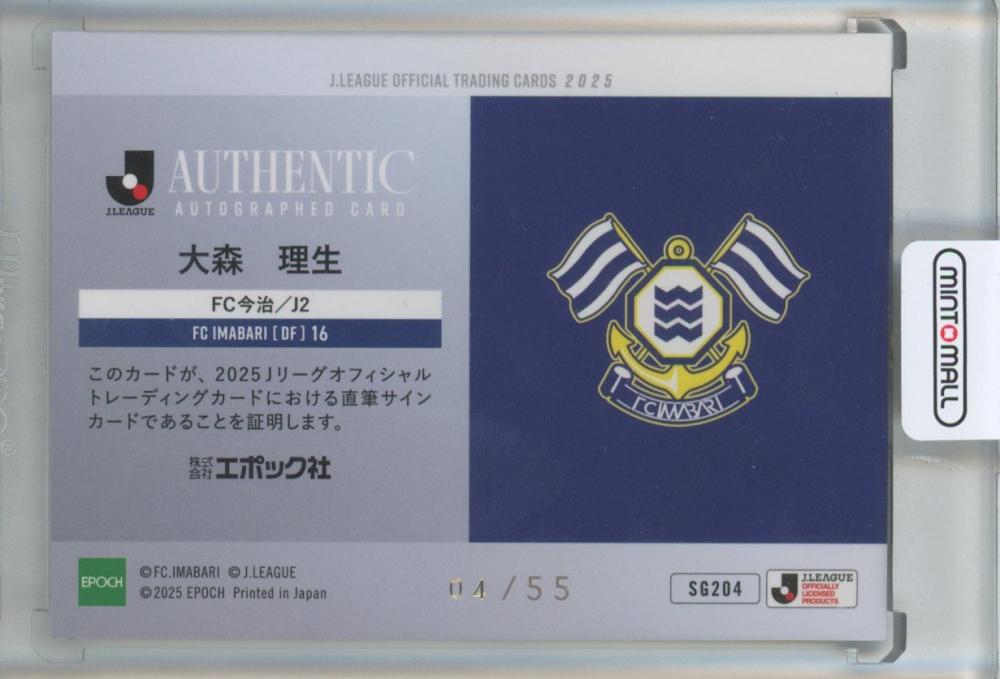 J.LEAGUE OFFICIAL TRADING CARDS 2025
J.LEAGUE
AUTHENTIC
AUTOGRAPHED CARD
大森 理生
FC今治／J2
FC IMABARI [DF] 16
このカードが、2025 Jリーグオフィシャル
トレーディングカードにおける直筆サイン
カードであることを証明します。
株式会社エポック社
FC IMABARI
MINT MALL
EPOCH
©FC.IMABARI ©J.LEAGUE
©2025 EPOCH Printed in Japan
04/55
SG204
J.LEAGUE
OFFICIALLY
LICENSED
PRODUCTS